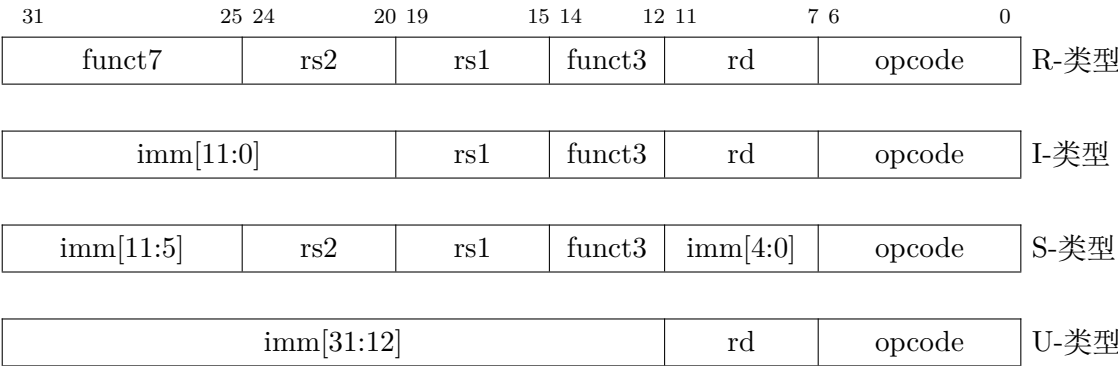 31 25 24 20 19 15 14 12 11 7 6 0
funct7 rs2 rs1 funct3 rd opcode R-类型
imm[11:0] rs1 funct3 rd opcode I-类型
imm[11:5] rs2 rs1 funct3 imm[4:0] opcode S-类型
imm[31:12] rd opcode U-类型